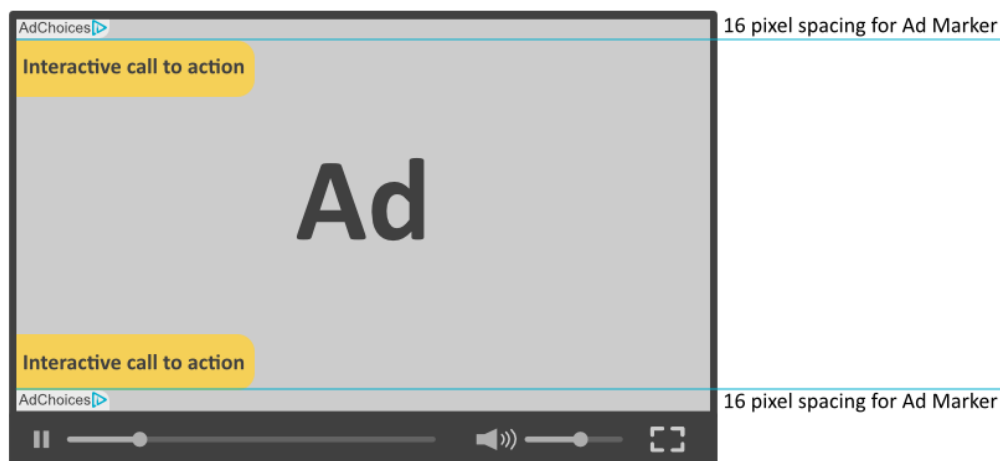 AdChoices
16 pixel spacing for Ad Marker
Interactive call to action
Ad
Interactive call to action
AdChoices
16 pixel spacing for Ad Marker